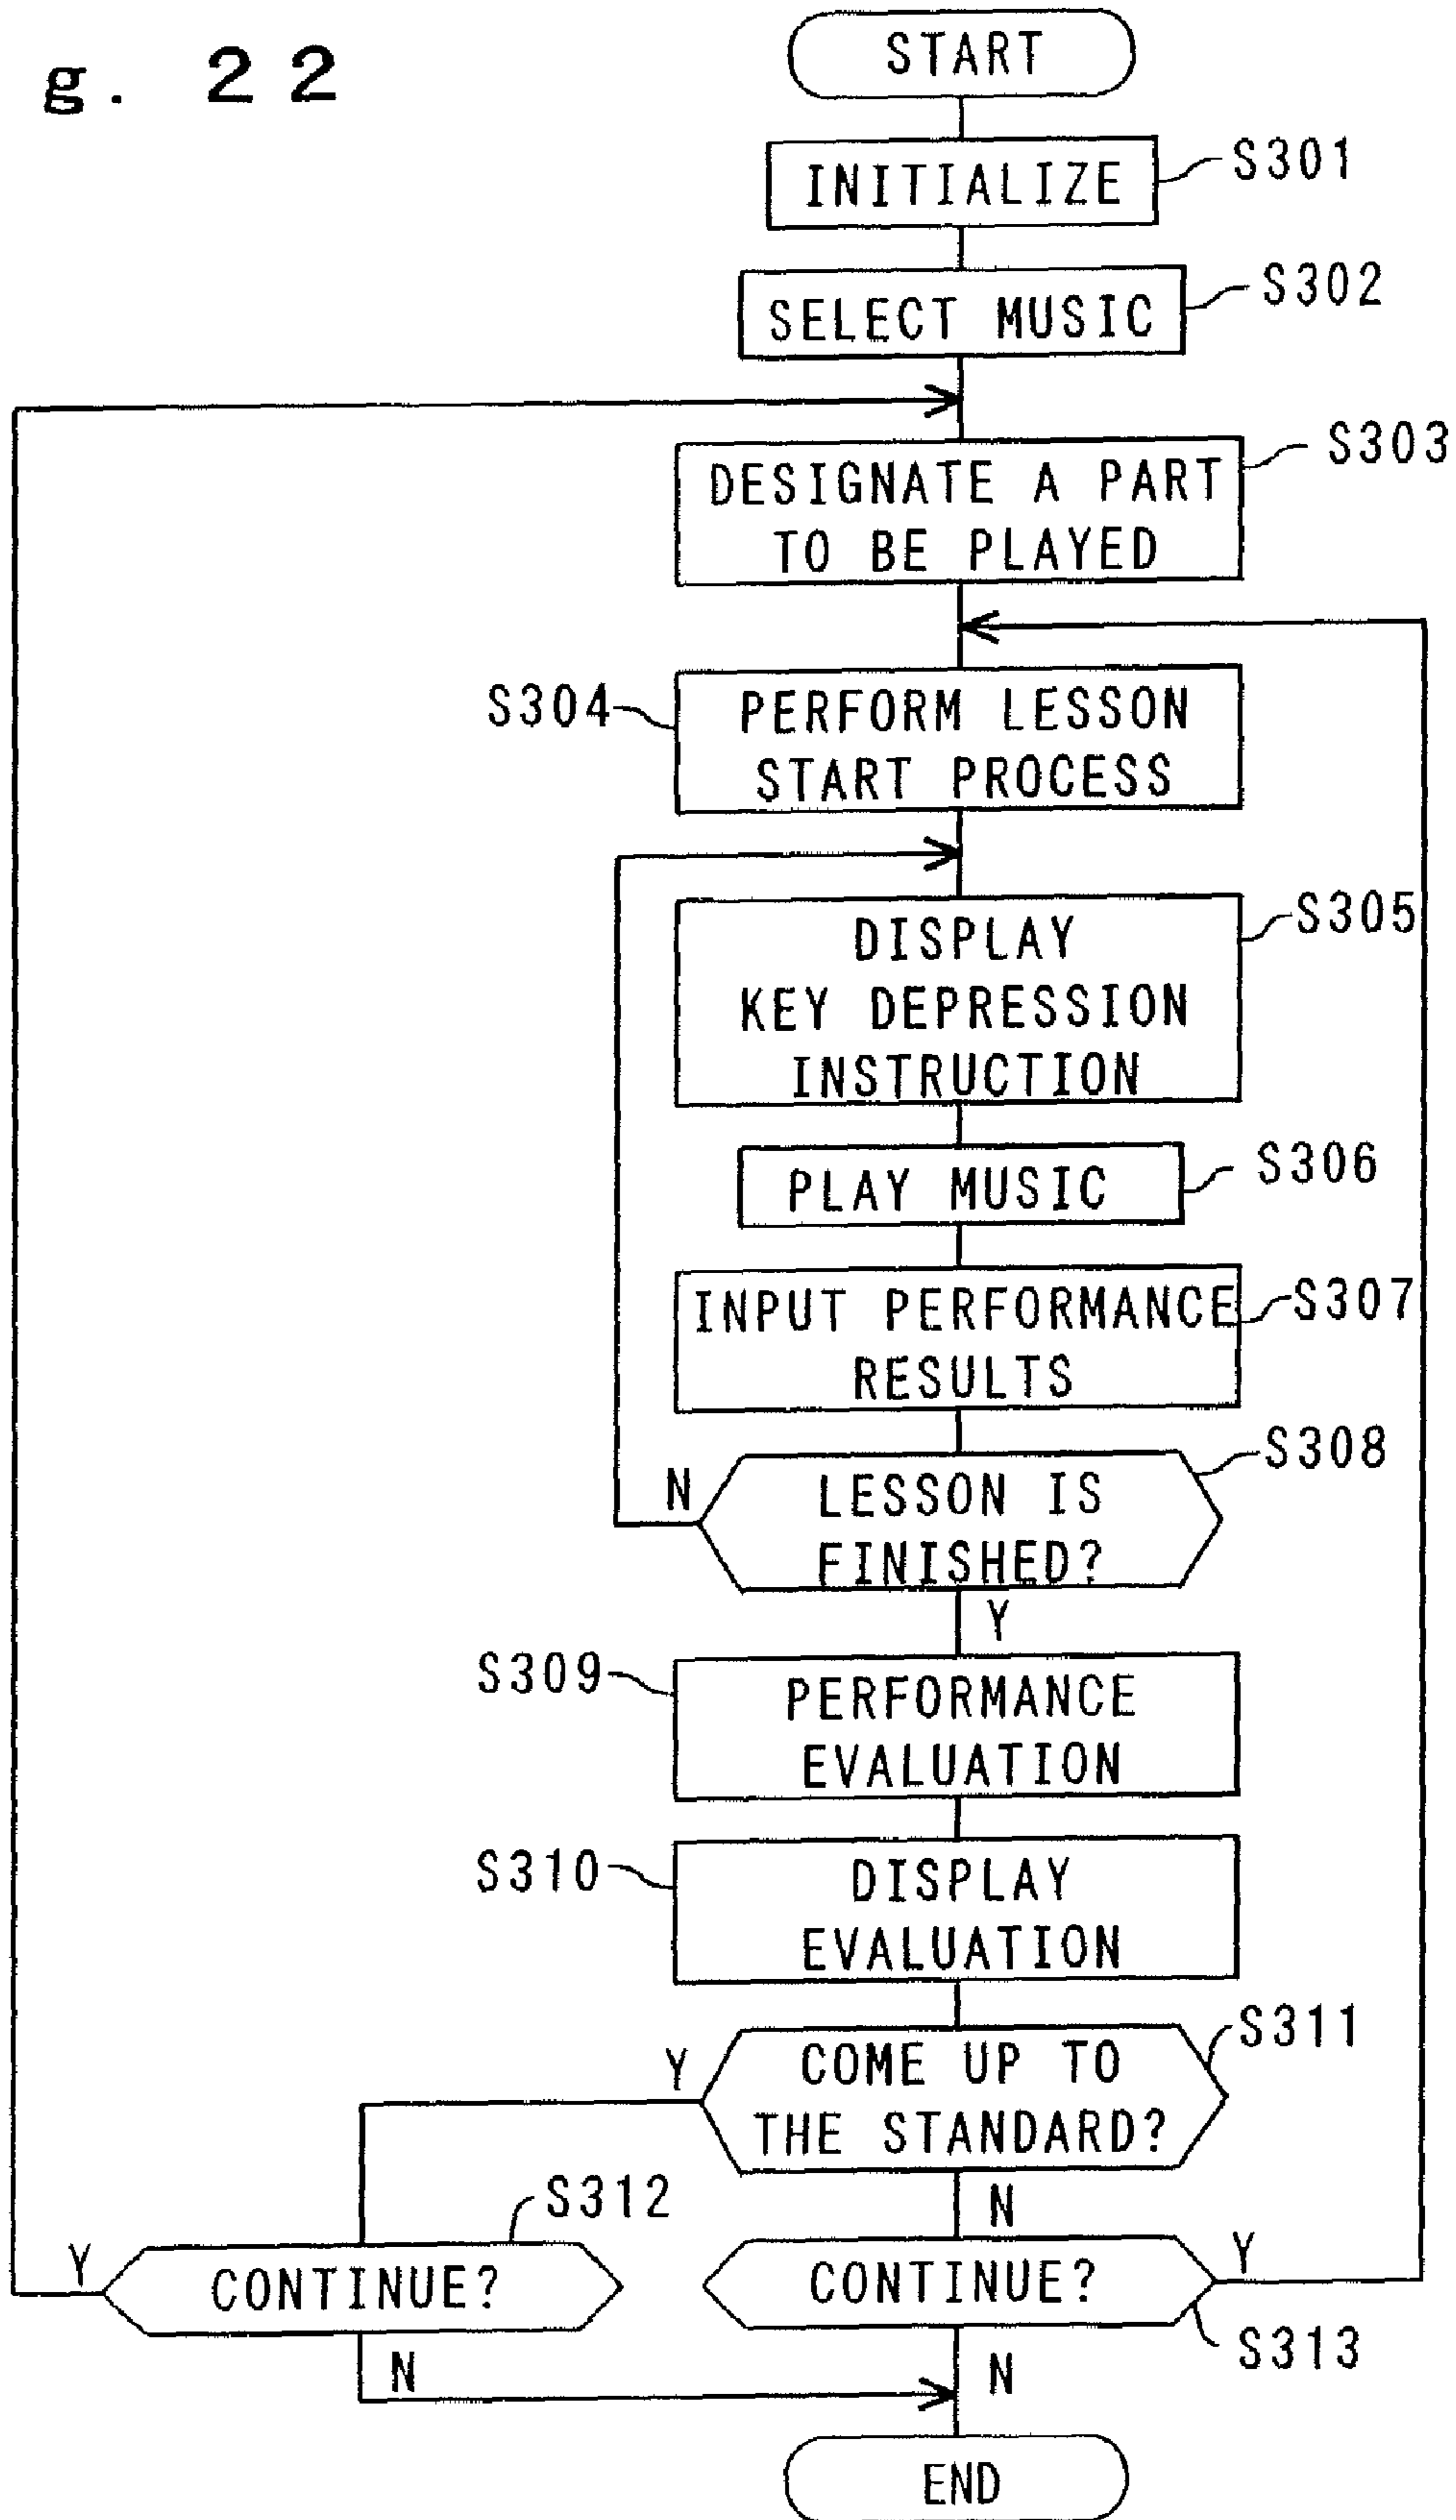 g. 22
START
INITIALIZE
S301
SELECT MUSIC
S302
DESIGNATE A PART
TO BE PLAYED
S303
S304
PERFORM LESSON
START PROCESS
DISPLAY
KEY DEPRESSION
INSTRUCTION
S305
PLAY MUSIC
S306
INPUT PERFORMANCE
RESULTS
S307
LESSON IS
FINISHED?
S308
N
Y
S309
PERFORMANCE
EVALUATION
S310
DISPLAY
EVALUATION
COME UP TO
THE STANDARD?
S311
Y
N
S312
CONTINUE?
Y
N
CONTINUE?
Y
S313
N
END